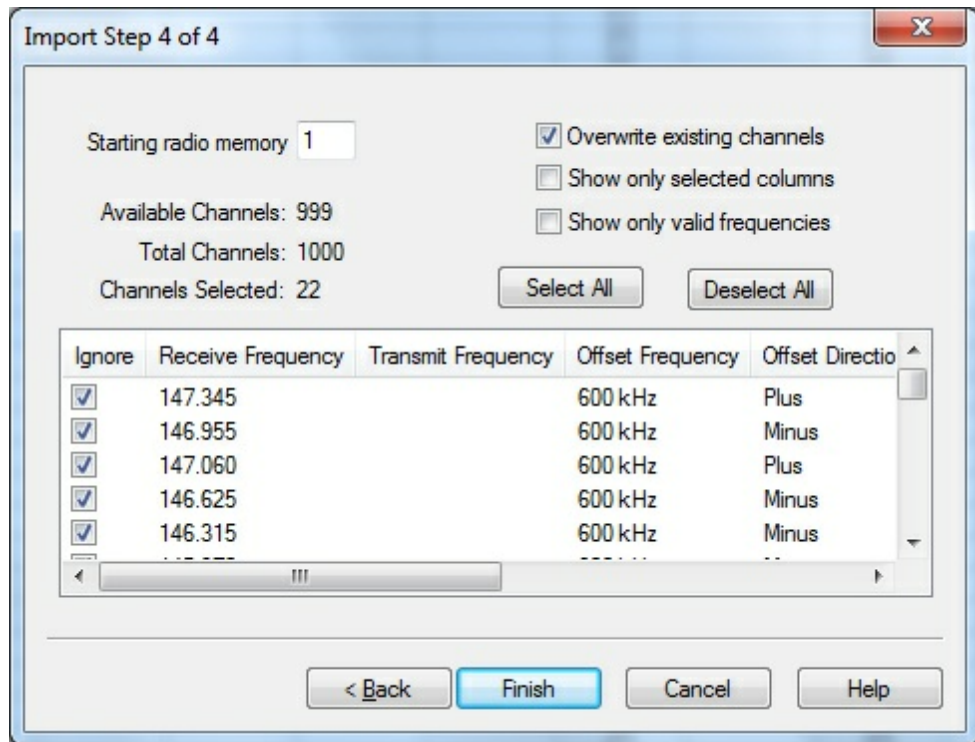 Import Step 4 of 4
Starting radio memory 1
Overwrite existing channels
Show only selected columns
Available Channels: 999
Show only valid frequencies
Total Channels: 1000
Channels Selected: 22
Select All
Deselect All
Ignore Receive Frequency Transmit Frequency Offset Frequency Offset Directio
147.345 600 kHz Plus
146.955 600 kHz Minus
147.060 600 kHz Plus
146.625 600 kHz Minus
146.315 600 kHz Minus
< Back
Finish
Cancel
Help